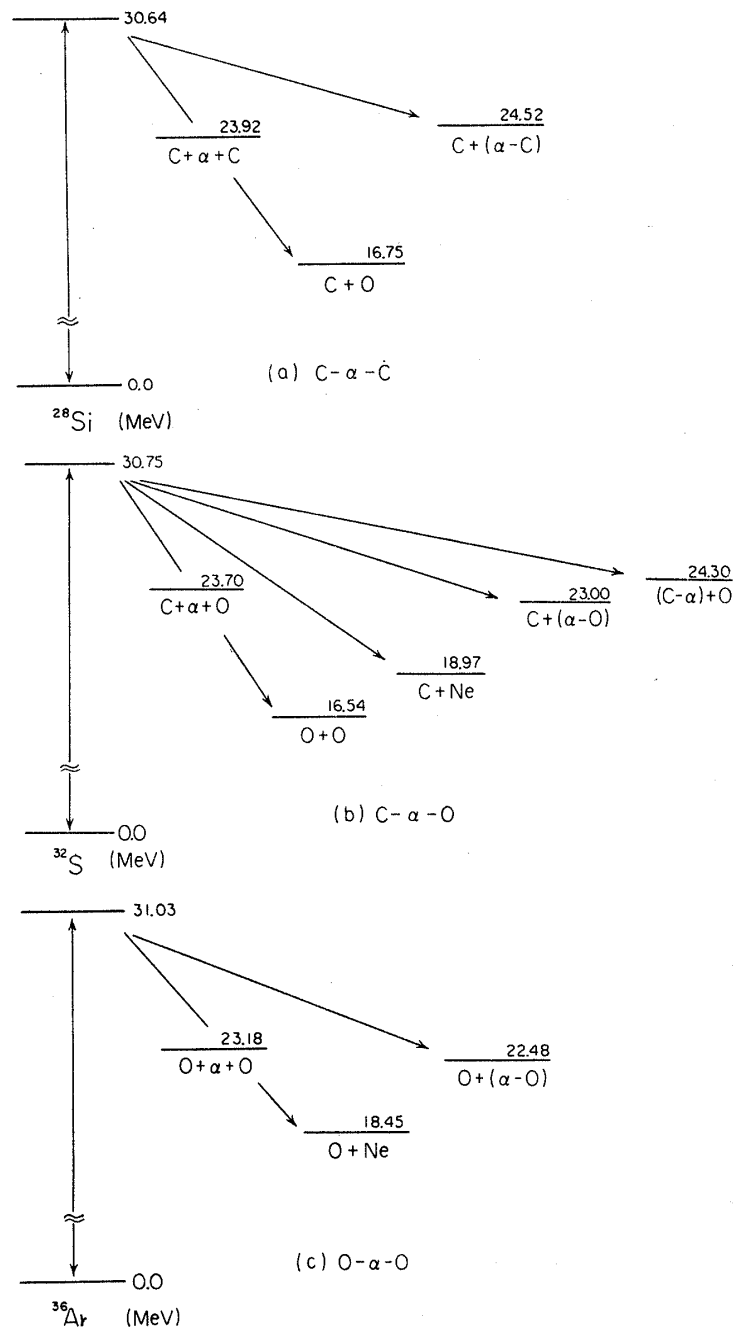 30.64
24.52
C+(α-C)
23.92
C+α+C
16.75
C+O
0.0
(a) C-α-Ċ
²⁸Si (MeV)
30.75
24.30
(C-α)+O
23.00
C+(α-O)
23.70
C+α+O
18.97
C+Ne
16.54
O+O
(b) C-α-O
0.0
³²S (MeV)
31.03
23.18
O+α+O
22.48
O+(α-O)
18.45
O+Ne
(c) O-α-O
0.0
³⁶Ar (MeV)